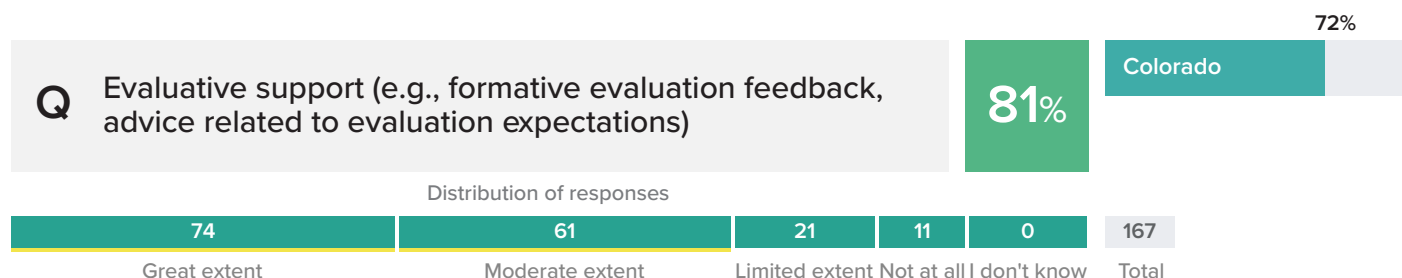 72%
Q Evaluative support (e.g., formative evaluation feedback,
advice related to evaluation expectations)
81%
Colorado
Distribution of responses
74 61 21 11 0 167
Great extent Moderate extent Limited extent Not at all I don't know Total